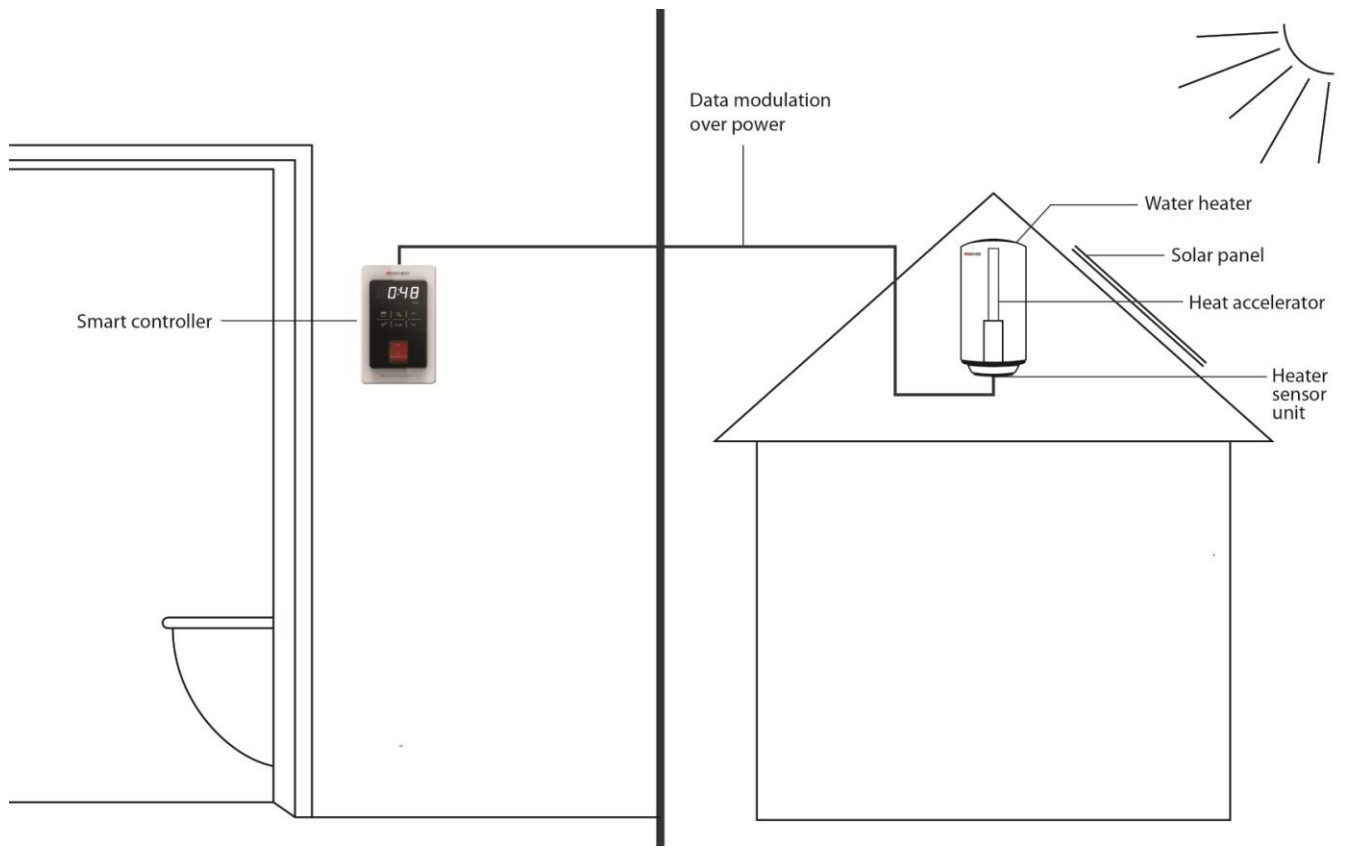 Data modulation
over power
Water heater
Solar panel
Heat accelerator
Heater
sensor
unit
Smart controller
0:48